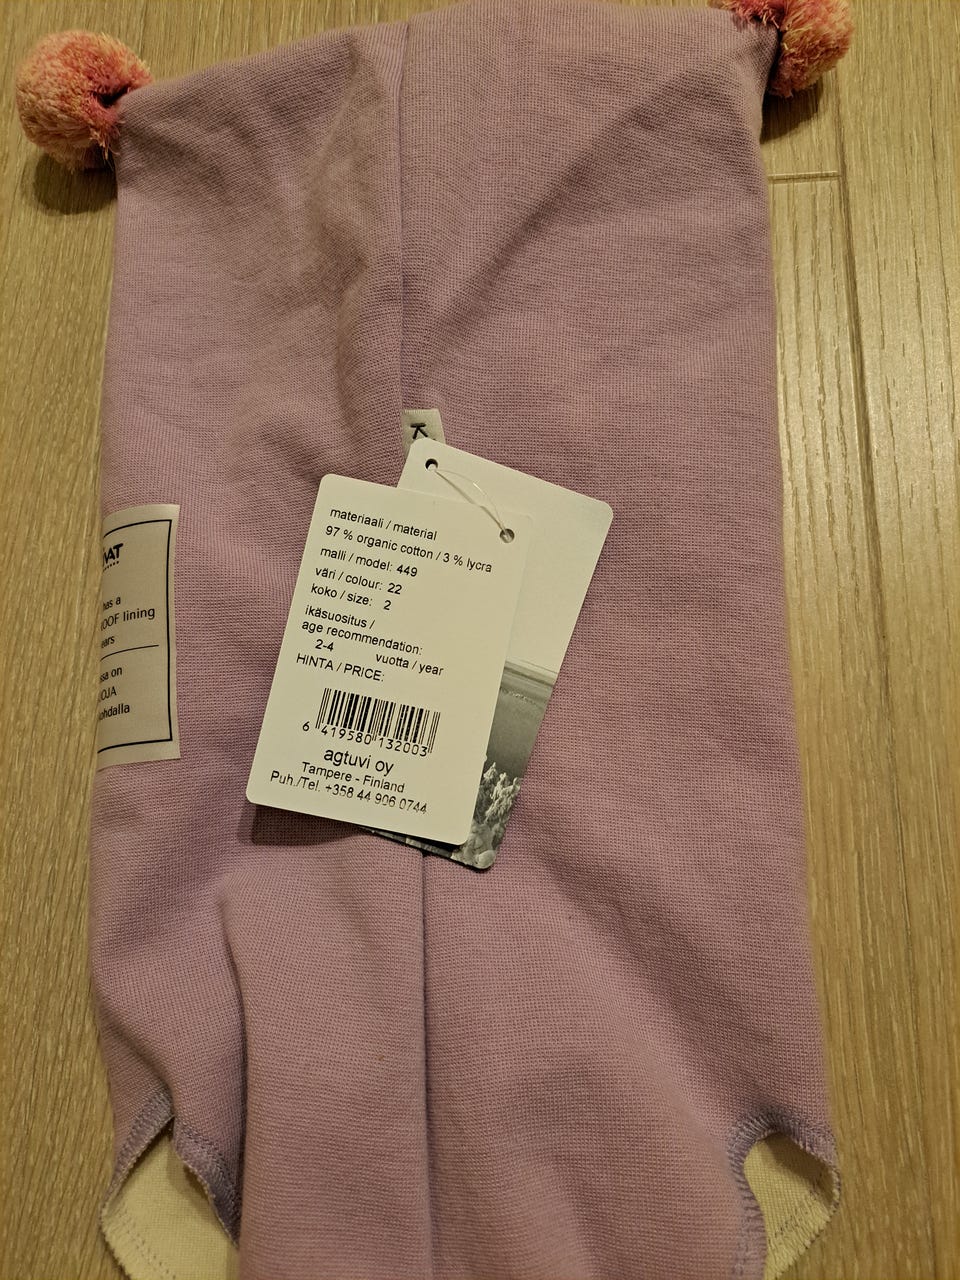 K
materiaali / material
97 % organic cotton / 3 % lycra
malli / model: 449
väri / colour: 22
koko / size: 2
ikäsuositus /
age recommendation:
2-4 vuotta / year
HINTA / PRICE:
6 419580 132003
agtuvi oy
Tampere - Finland
Puh./Tel. +358 44 906 0744
has a
lining
on